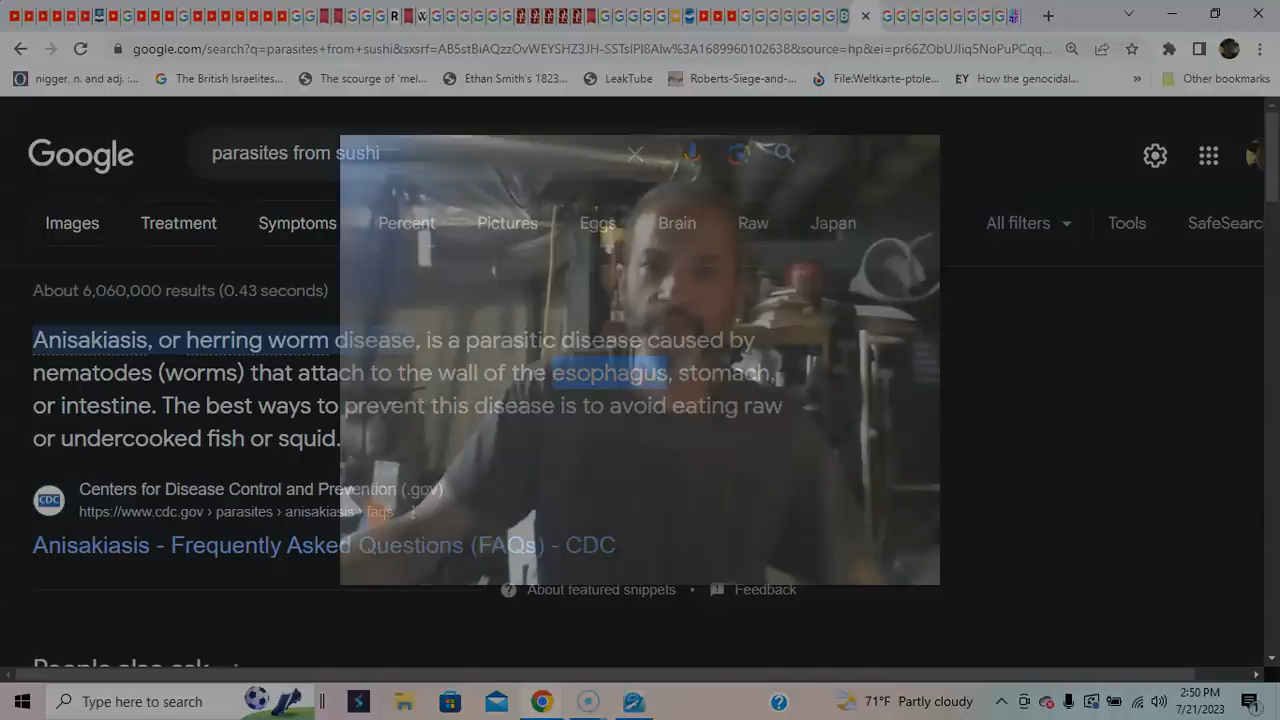 google.com/search?q=parasites+from+sushi&sxsrf=AB5stBiAQzzOvWEYSHZ3JH-SSTsIPI8AIw%3A1689960102638&source=hp&ei=pr66ZObUJIiq5NoPuPCqq...
nigger, n. and adj. :... The British Israelites... The scourge of 'mel... Ethan Smith's 1823... LeakTube Roberts-Siege-and-... File:Weltkarte-ptole... EY How the genocidal... » Other bookmarks
Google parasites from sushi
Images Treatment Symptoms Percent Pictures Eggs Brain Raw Japan All filters Tools SafeSearc
About 6,060,000 results (0.43 seconds)
Anisakiasis, or herring worm disease, is a parasitic disease caused by
nematodes (worms) that attach to the wall of the esophagus, stomach,
or intestine. The best ways to prevent this disease is to avoid eating raw
or undercooked fish or squid.
CDC Centers for Disease Control and Prevention (.gov)
https://www.cdc.gov › parasites › anisakiasis › faqs
Anisakiasis - Frequently Asked Questions (FAQs) - CDC
About featured snippets • Feedback
People also ask
Type here to search 71°F Partly cloudy 2:50 PM
7/21/2023